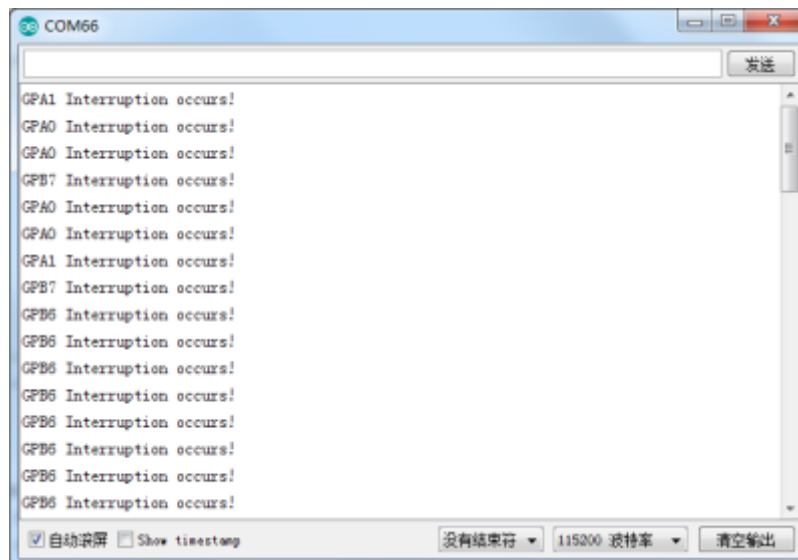 COM66
发送
GPA1 Interruption occurs!
GPA0 Interruption occurs!
GPA0 Interruption occurs!
GPB7 Interruption occurs!
GPA0 Interruption occurs!
GPA0 Interruption occurs!
GPA1 Interruption occurs!
GPB7 Interruption occurs!
GPB6 Interruption occurs!
GPB6 Interruption occurs!
GPB6 Interruption occurs!
GPB6 Interruption occurs!
GPB6 Interruption occurs!
GPB6 Interruption occurs!
GPB6 Interruption occurs!
GPB6 Interruption occurs!
自动滚屏 Show timestamp 没有结束符 115200 波特率 清空输出